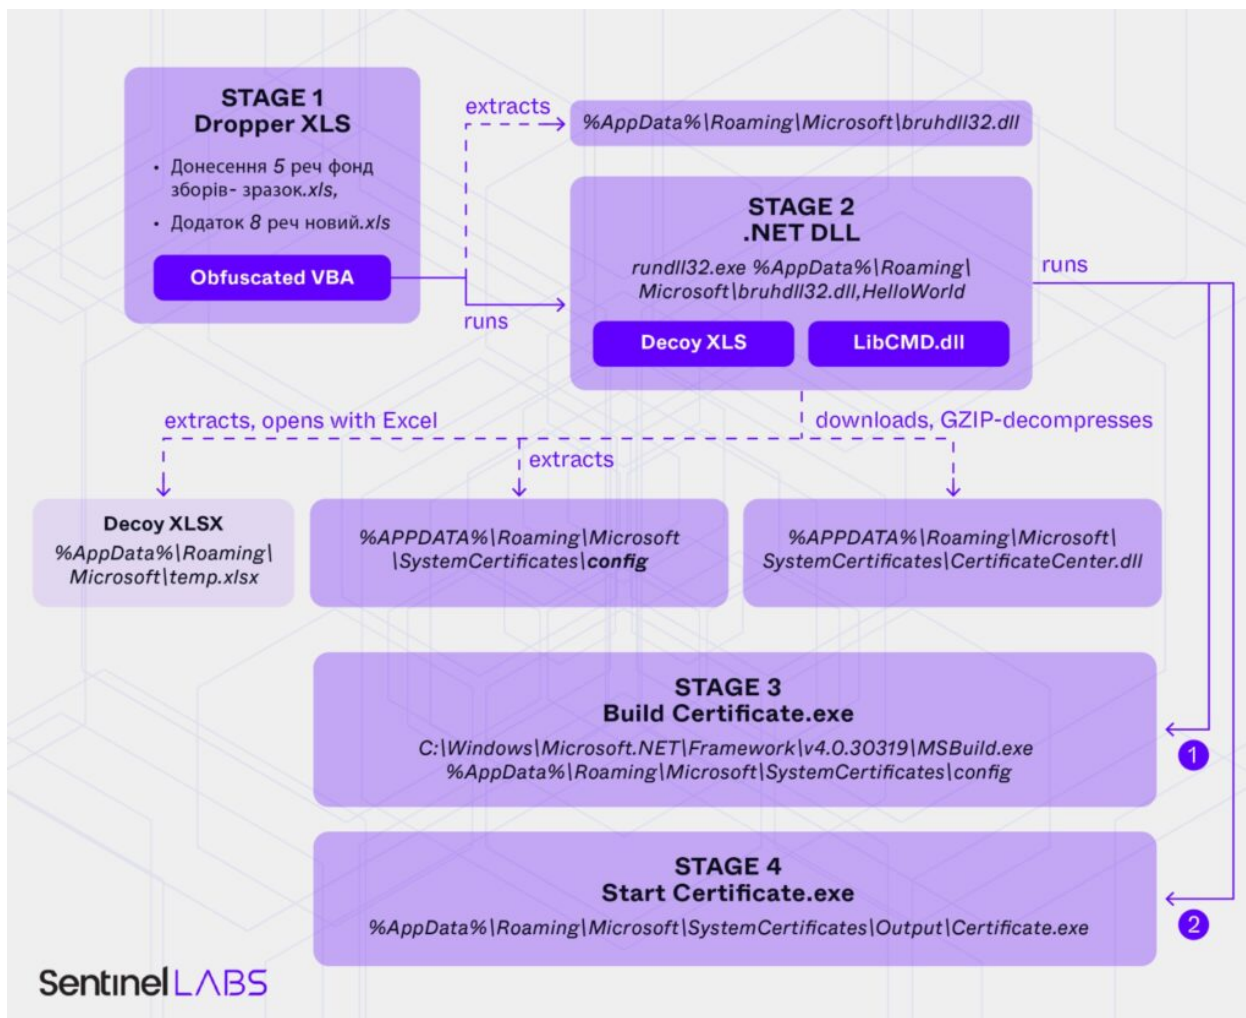 STAGE 1
Dropper XLS
• Донесення 5 реч фонд
зборів- зразок.xls,
• Додаток 8 реч новий.xls
Obfuscated VBA
extracts
runs
%AppData%\Roaming\Microsoft\bruhdll32.dll
STAGE 2
.NET DLL
rundll32.exe %AppData%\Roaming\
Microsoft\bruhdll32.dll,HelloWorld
Decoy XLS
LibCMD.dll
runs
extracts, opens with Excel
extracts
downloads, GZIP-decompresses
Decoy XLSX
%AppData%\Roaming\
Microsoft\temp.xlsx
%APPDATA%\Roaming\Microsoft
\SystemCertificates\config
%APPDATA%\Roaming\Microsoft\
SystemCertificates\CertificateCenter.dll
STAGE 3
Build Certificate.exe
C:\Windows\Microsoft.NET\Framework\v4.0.30319\MSBuild.exe
%AppData%\Roaming\Microsoft\SystemCertificates\config
1
STAGE 4
Start Certificate.exe
%AppData%\Roaming\Microsoft\SystemCertificates\Output\Certificate.exe
2
SentinelLABS